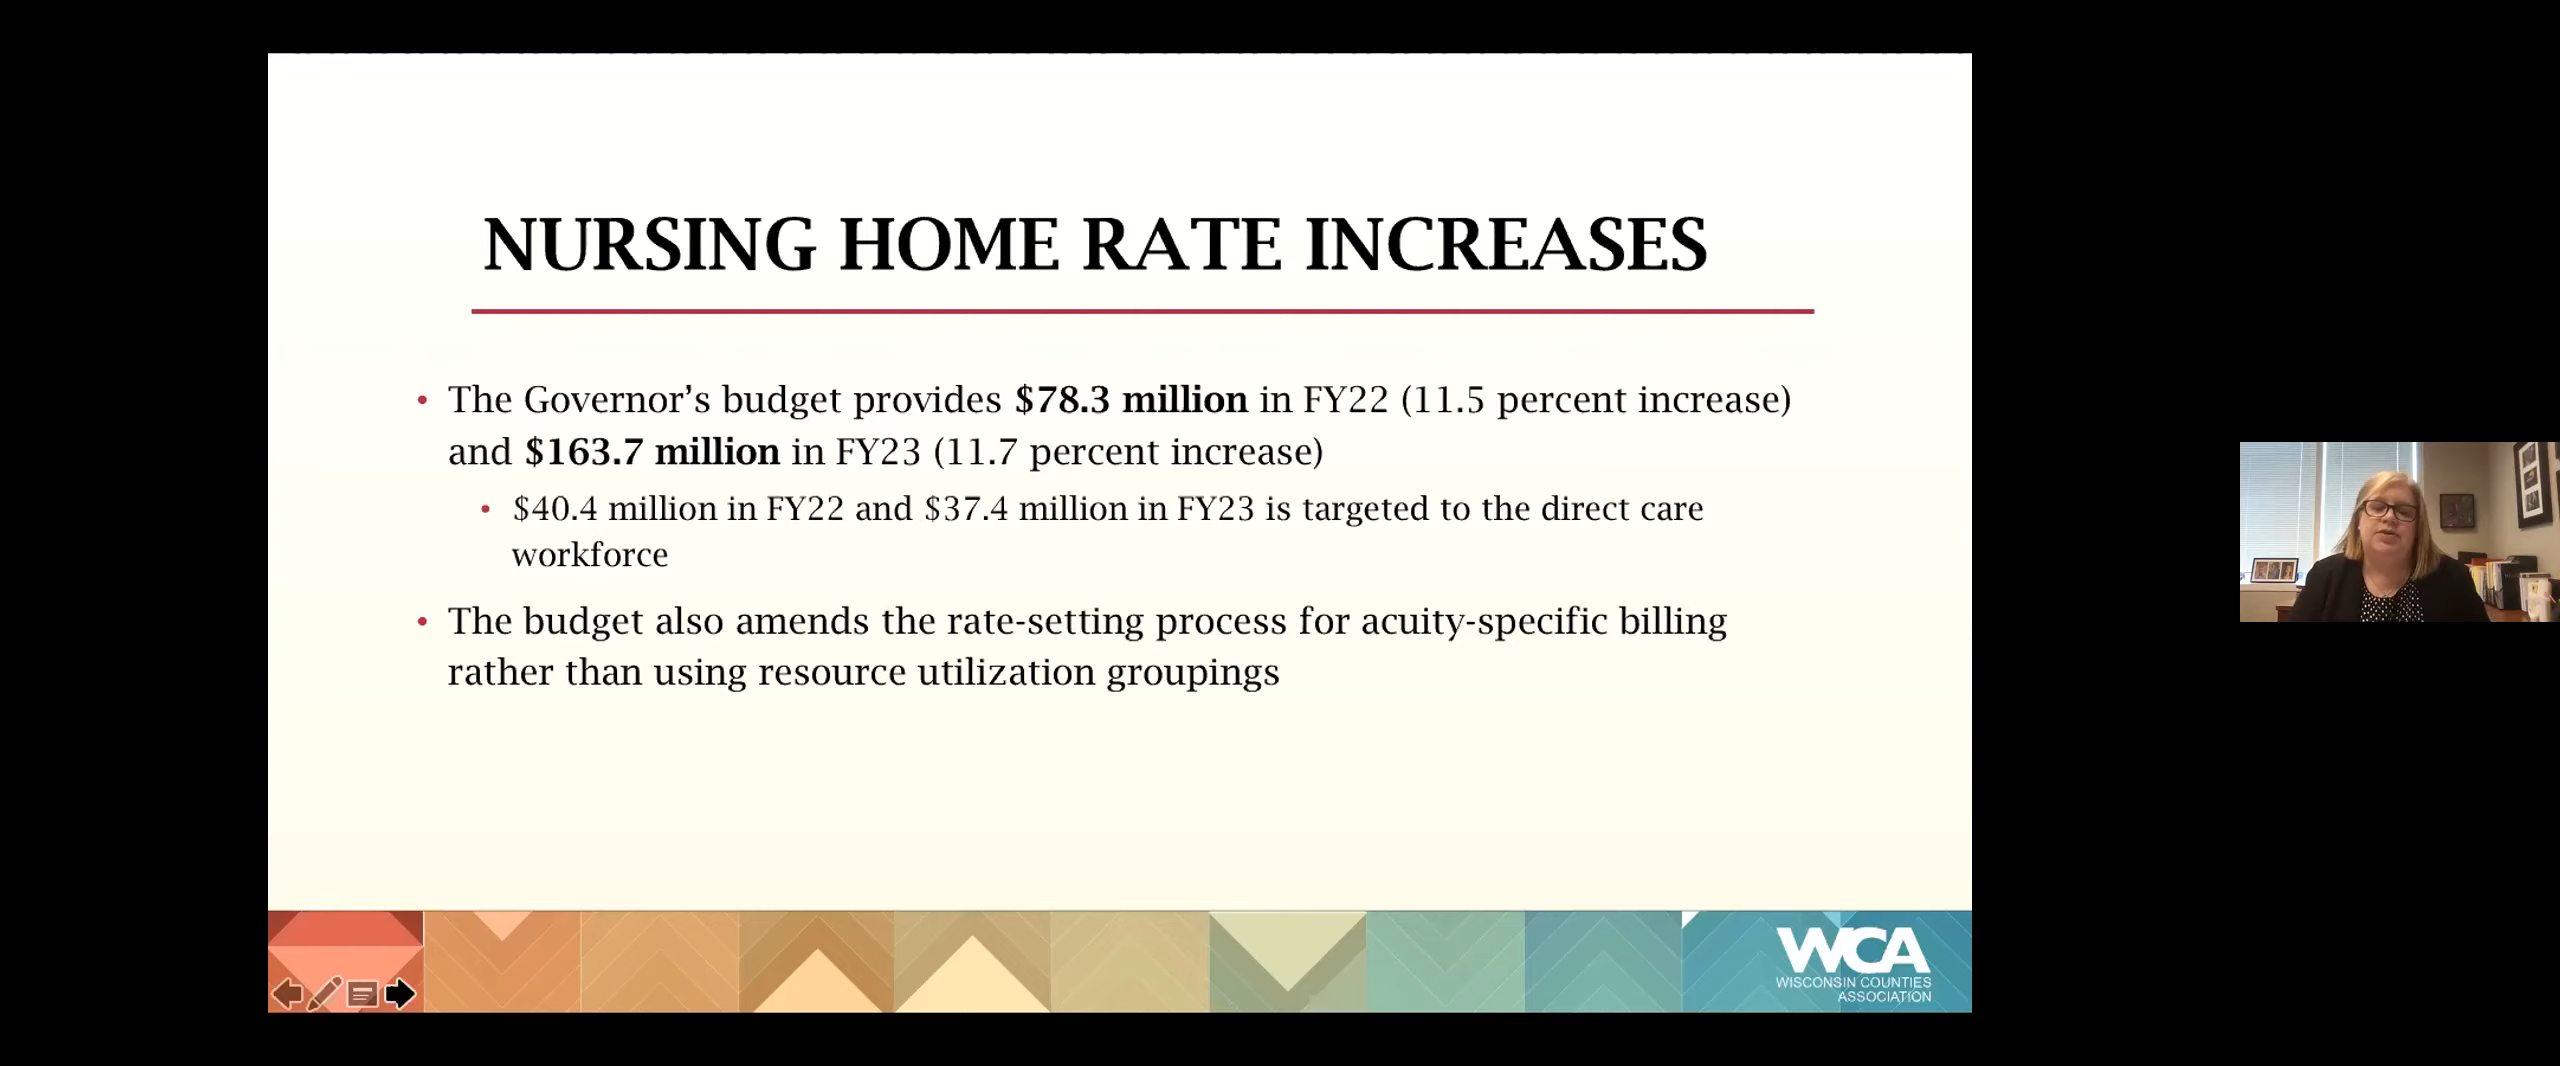 NURSING HOME RATE INCREASES
• The Governor’s budget provides $78.3 million in FY22 (11.5 percent increase)
and $163.7 million in FY23 (11.7 percent increase)
• $40.4 million in FY22 and $37.4 million in FY23 is targeted to the direct care
workforce
• The budget also amends the rate-setting process for acuity-specific billing
rather than using resource utilization groupings
WCA
WISCONSIN COUNTIES
ASSOCIATION